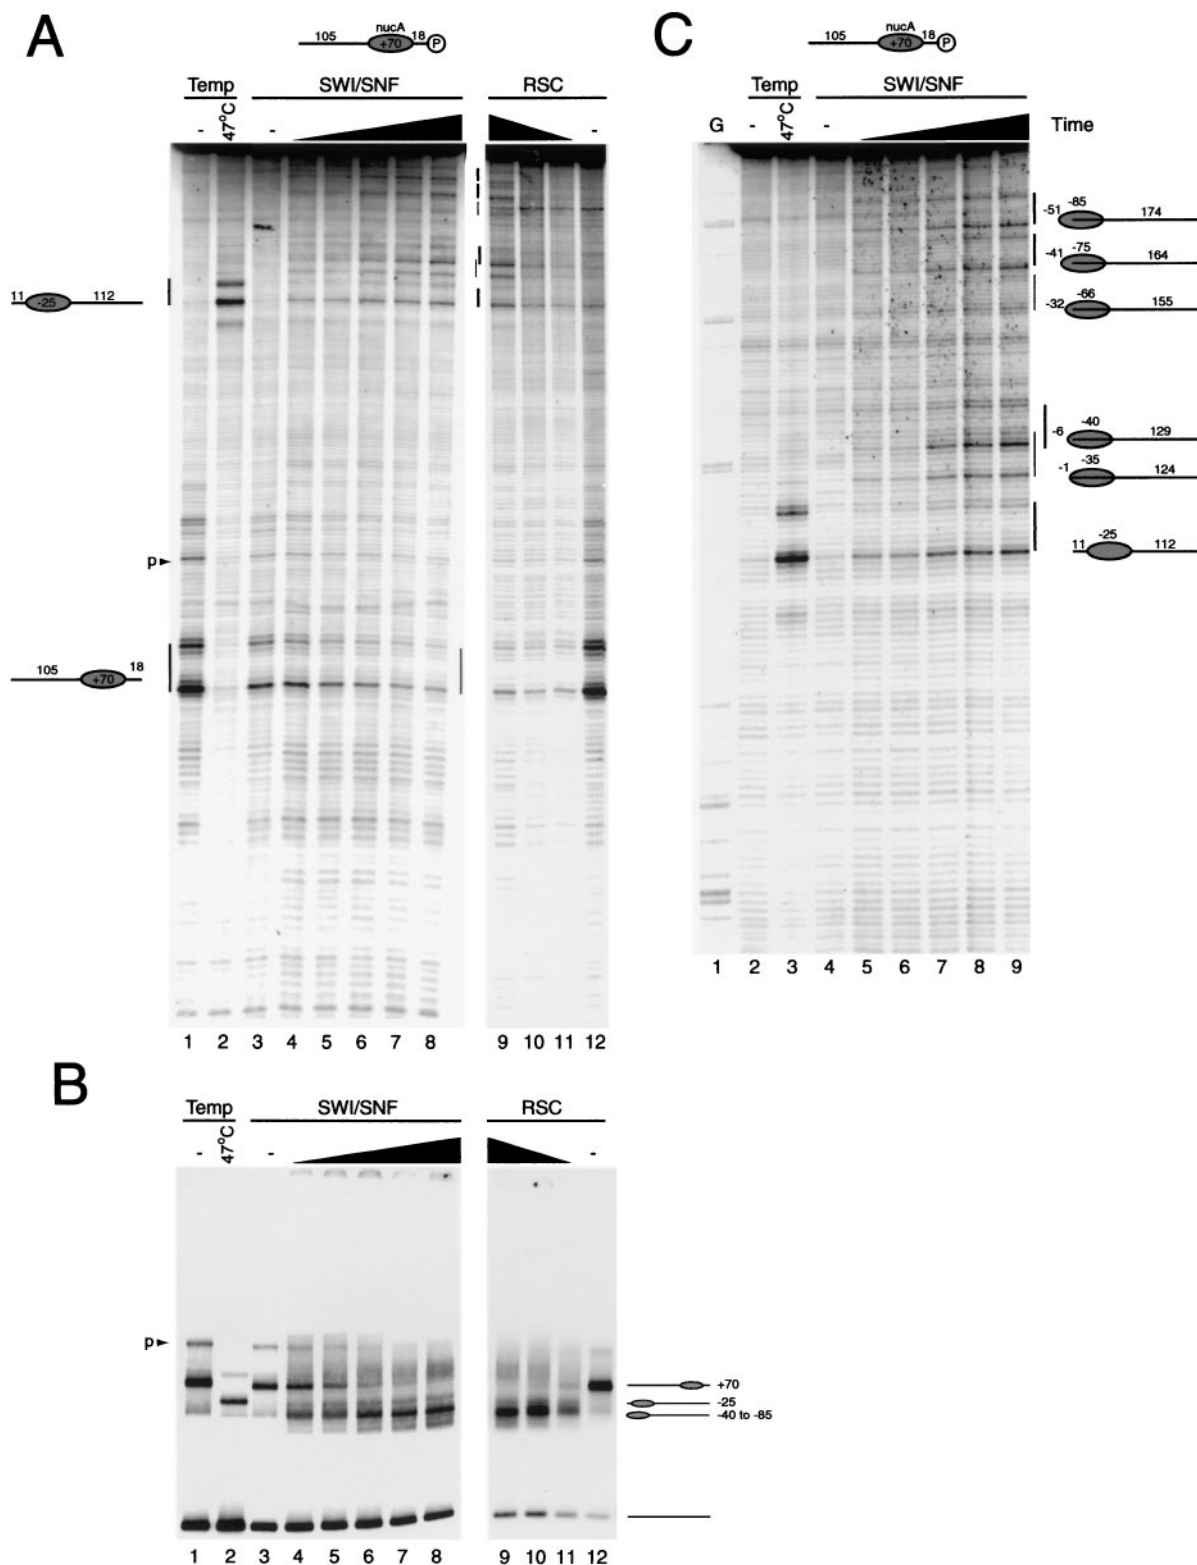 A
nucA
105 +70 18 P
Temp SWI/SNF RSC
- 47°C - -
11 -25 112
p
105 +70 18
1 2 3 4 5 6 7 8 9 10 11 12
C
nucA
105 +70 18 P
Temp SWI/SNF
G - 47°C - Time
-51 -85 174
-41 -75 164
-32 -66 155
-6 -40 129
-1 -35 124
11 -25 112
1 2 3 4 5 6 7 8 9
B
Temp SWI/SNF RSC
- 47°C - -
p
+70
-25
-40 to -85
1 2 3 4 5 6 7 8 9 10 11 12